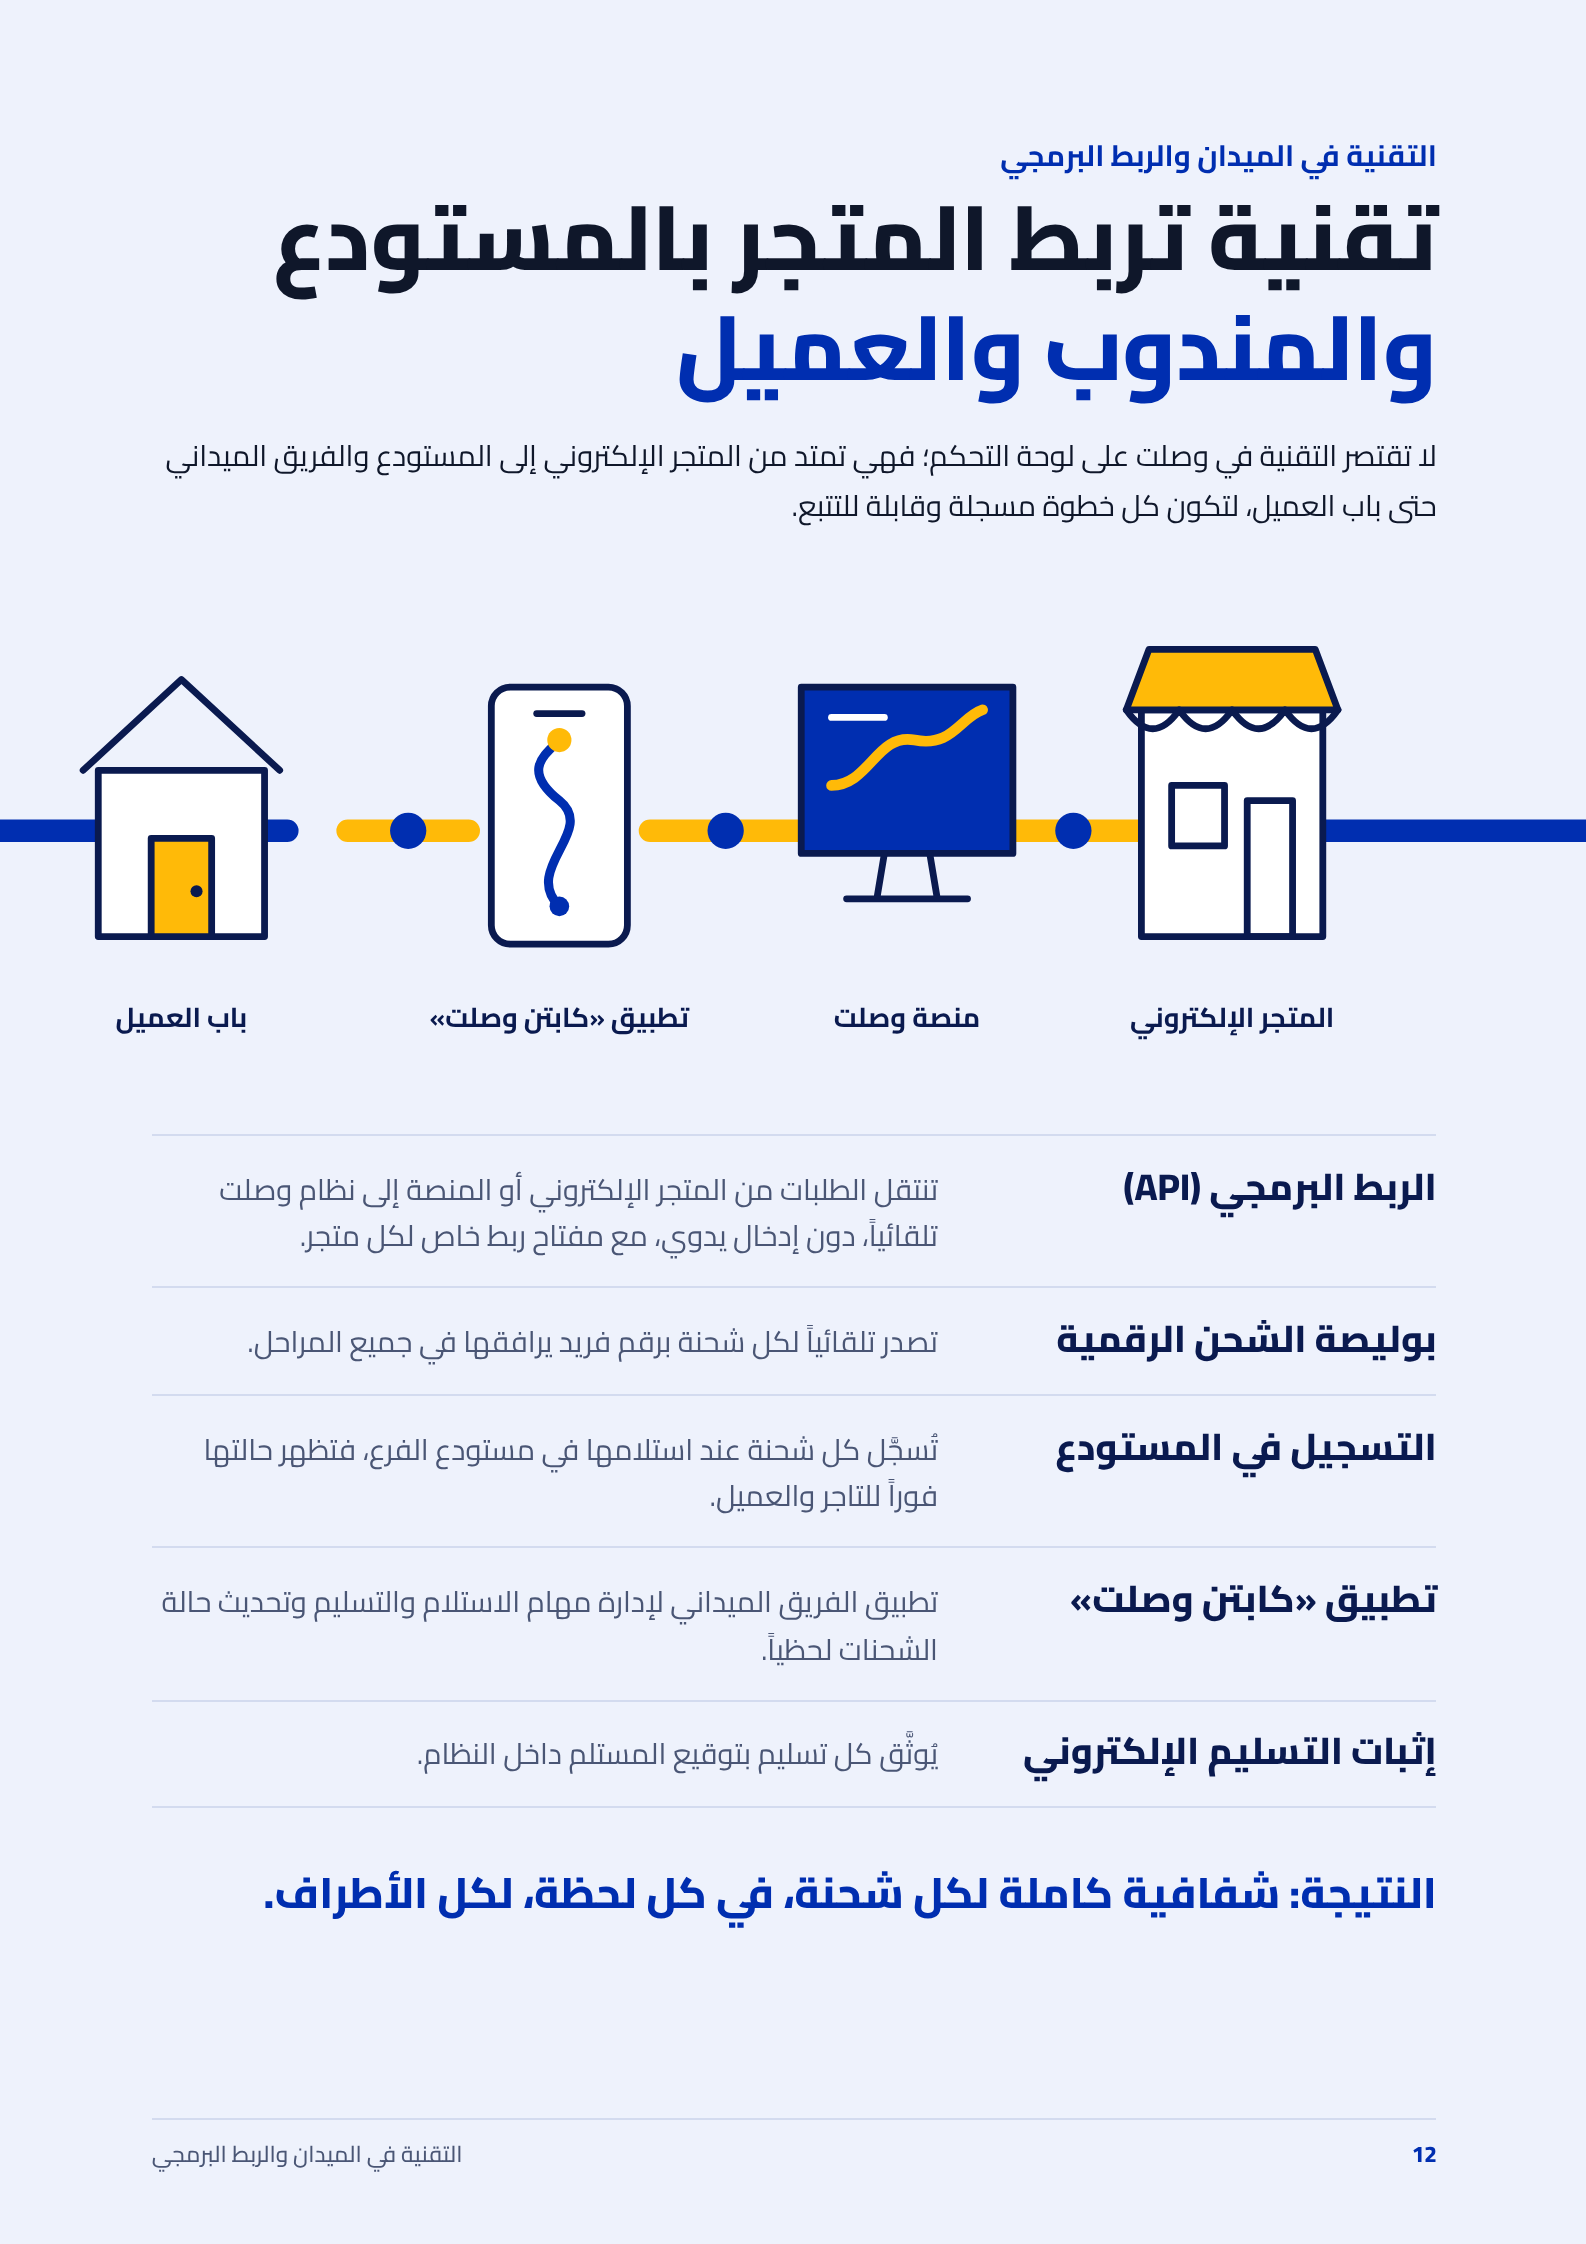 التقنية في الميدان والربط البرمجي
تقنية تربط المتجر بالمستودع
والمندوب والعميل
لا تقتصر التقنية في وصلت على لوحة التحكم؛ فهي تمتد من المتجر الإلكتروني إلى المستودع والفريق الميداني
حتى باب العميل، لتكون كل خطوة مسجلة وقابلة للتتبع.
المتجر الإلكتروني
منصة وصلت
تطبيق «كابتن وصلت»
باب العميل
الربط البرمجي (API)
تنتقل الطلبات من المتجر الإلكتروني أو المنصة إلى نظام وصلت
تلقائياً، دون إدخال يدوي، مع مفتاح ربط خاص لكل متجر.
بوليصة الشحن الرقمية
تصدر تلقائياً لكل شحنة برقم فريد يرافقها في جميع المراحل.
التسجيل في المستودع
تُسجَّل كل شحنة عند استلامها في مستودع الفرع، فتظهر حالتها
فوراً للتاجر والعميل.
تطبيق «كابتن وصلت»
تطبيق الفريق الميداني لإدارة مهام الاستلام والتسليم وتحديث حالة
الشحنات لحظياً.
إثبات التسليم الإلكتروني
يُوثَّق كل تسليم بتوقيع المستلم داخل النظام.
النتيجة: شفافية كاملة لكل شحنة، في كل لحظة، لكل الأطراف.
12
التقنية في الميدان والربط البرمجي